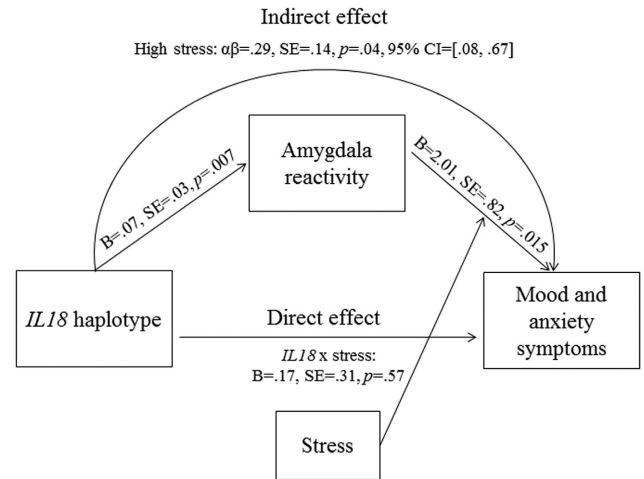 Indirect effect
High stress: αβ=.29, SE=.14, p=.04, 95% CI=[.08, .67]
Amygdala
reactivity
B=.07, SE=.03, p=.007
B=2.01, SE=.82, p=.015
IL18 haplotype
Direct effect
IL18 x stress:
B=.17, SE=.31, p=.57
Mood and
anxiety
symptoms
Stress